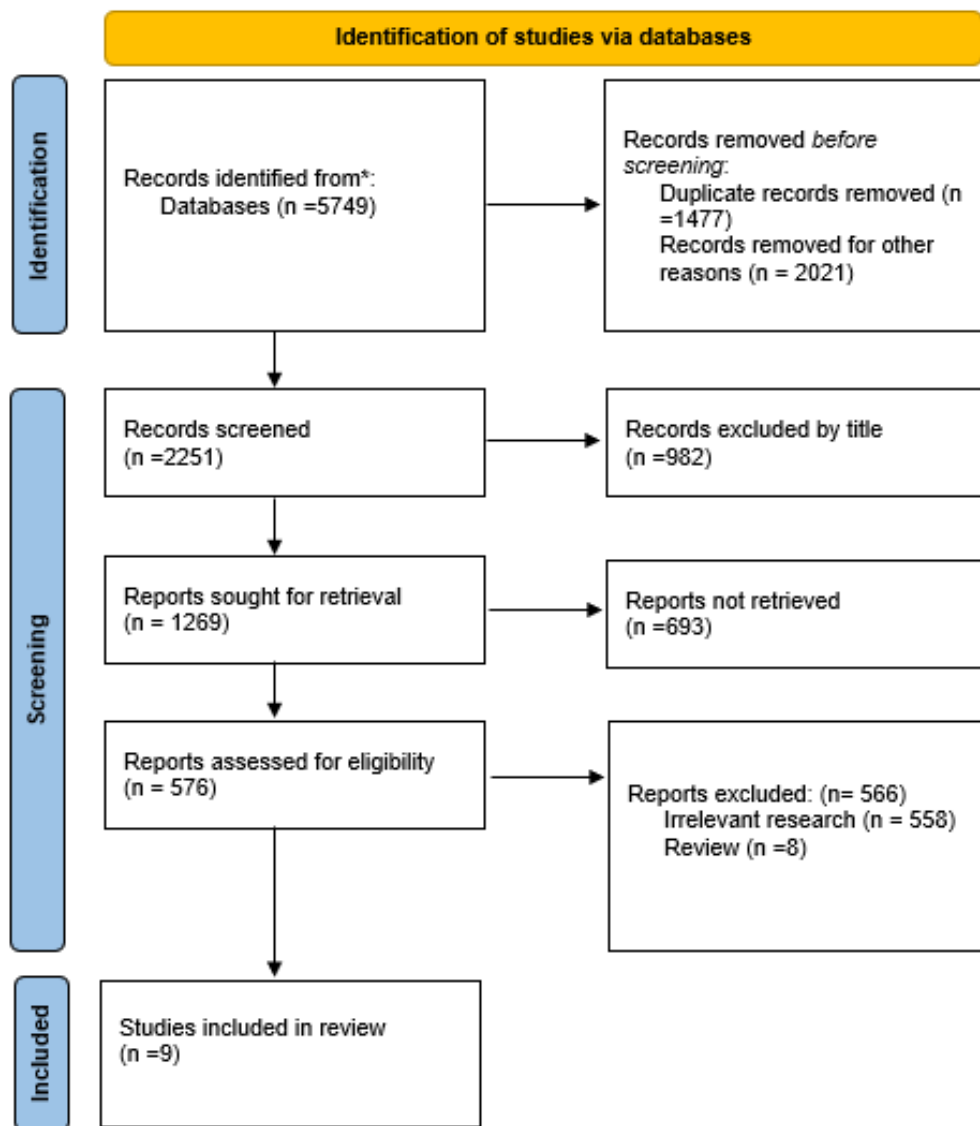 Identification of studies via databases
Identification
Records identified from*:
Databases (n =5749)
Records removed before
screening:
Duplicate records removed (n
=1477)
Records removed for other
reasons (n = 2021)
Screening
Records screened
(n =2251)
Records excluded by title
(n =982)
Reports sought for retrieval
(n = 1269)
Reports not retrieved
(n =693)
Reports assessed for eligibility
(n = 576)
Reports excluded: (n= 566)
Irrelevant research (n = 558)
Review (n =8)
Included
Studies included in review
(n =9)